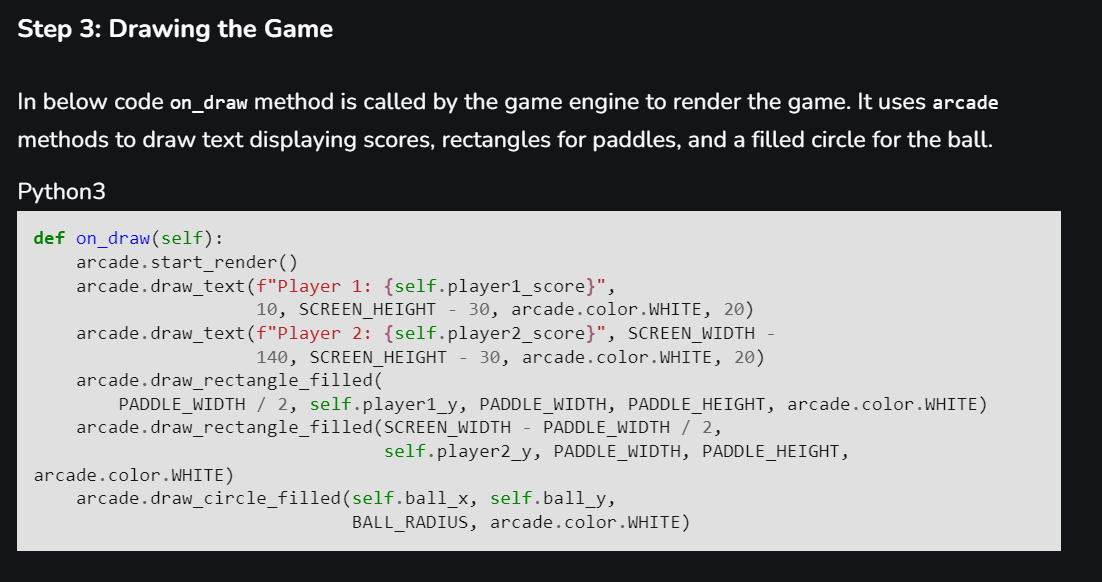 Step 3: Drawing the Game
In below code on_draw method is called by the game engine to render the game. It uses arcade
methods to draw text displaying scores, rectangles for paddles, and a filled circle for the ball.
Python3
def on_draw(self):
    arcade.start_render()
    arcade.draw_text(f"Player 1: {self.player1_score}",
                     10, SCREEN_HEIGHT - 30, arcade.color.WHITE, 20)
    arcade.draw_text(f"Player 2: {self.player2_score}", SCREEN_WIDTH -
                     140, SCREEN_HEIGHT - 30, arcade.color.WHITE, 20)
    arcade.draw_rectangle_filled(
        PADDLE_WIDTH / 2, self.player1_y, PADDLE_WIDTH, PADDLE_HEIGHT, arcade.color.WHITE)
    arcade.draw_rectangle_filled(SCREEN_WIDTH - PADDLE_WIDTH / 2,
                                 self.player2_y, PADDLE_WIDTH, PADDLE_HEIGHT,
arcade.color.WHITE)
    arcade.draw_circle_filled(self.ball_x, self.ball_y,
                              BALL_RADIUS, arcade.color.WHITE)